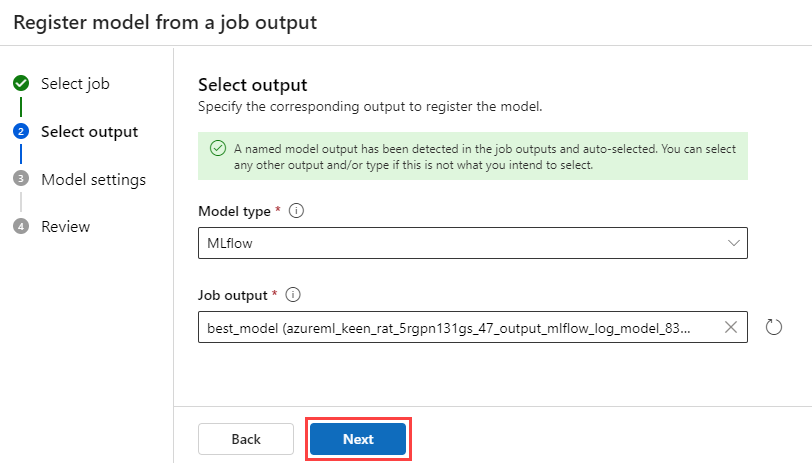 Register model from a job output
Select job
2
Select output
3
Model settings
4
Review
Select output
Specify the corresponding output to register the model.
A named model output has been detected in the job outputs and auto-selected. You can select
any other output and/or type if this is not what you intend to select.
Model type *
MLflow
Job output *
best_model (azureml_keen_rat_5rgpn131gs_47_output_mlflow_log_model_83...
Back
Next